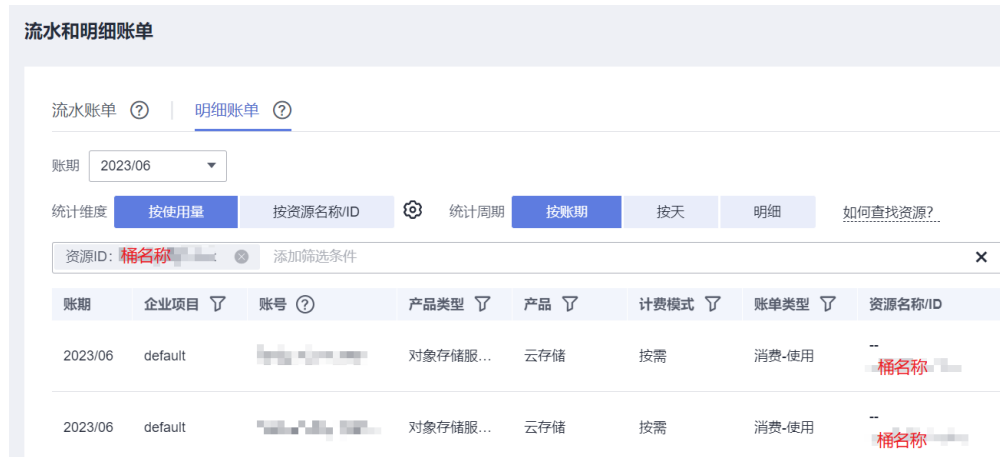 流水和明细账单
流水账单 ? 明细账单 ?
账期 2023/06
统计维度 按使用量 按资源名称/ID 统计周期 按账期 按天 明细 如何查找资源?
资源ID: 桶名称 添加筛选条件
账期 企业项目 账号 ? 产品类型 产品 计费模式 账单类型 资源名称/ID
--
2023/06 default 对象存储服... 云存储 按需 消费-使用
桶名称
--
2023/06 default 对象存储服... 云存储 按需 消费-使用
桶名称